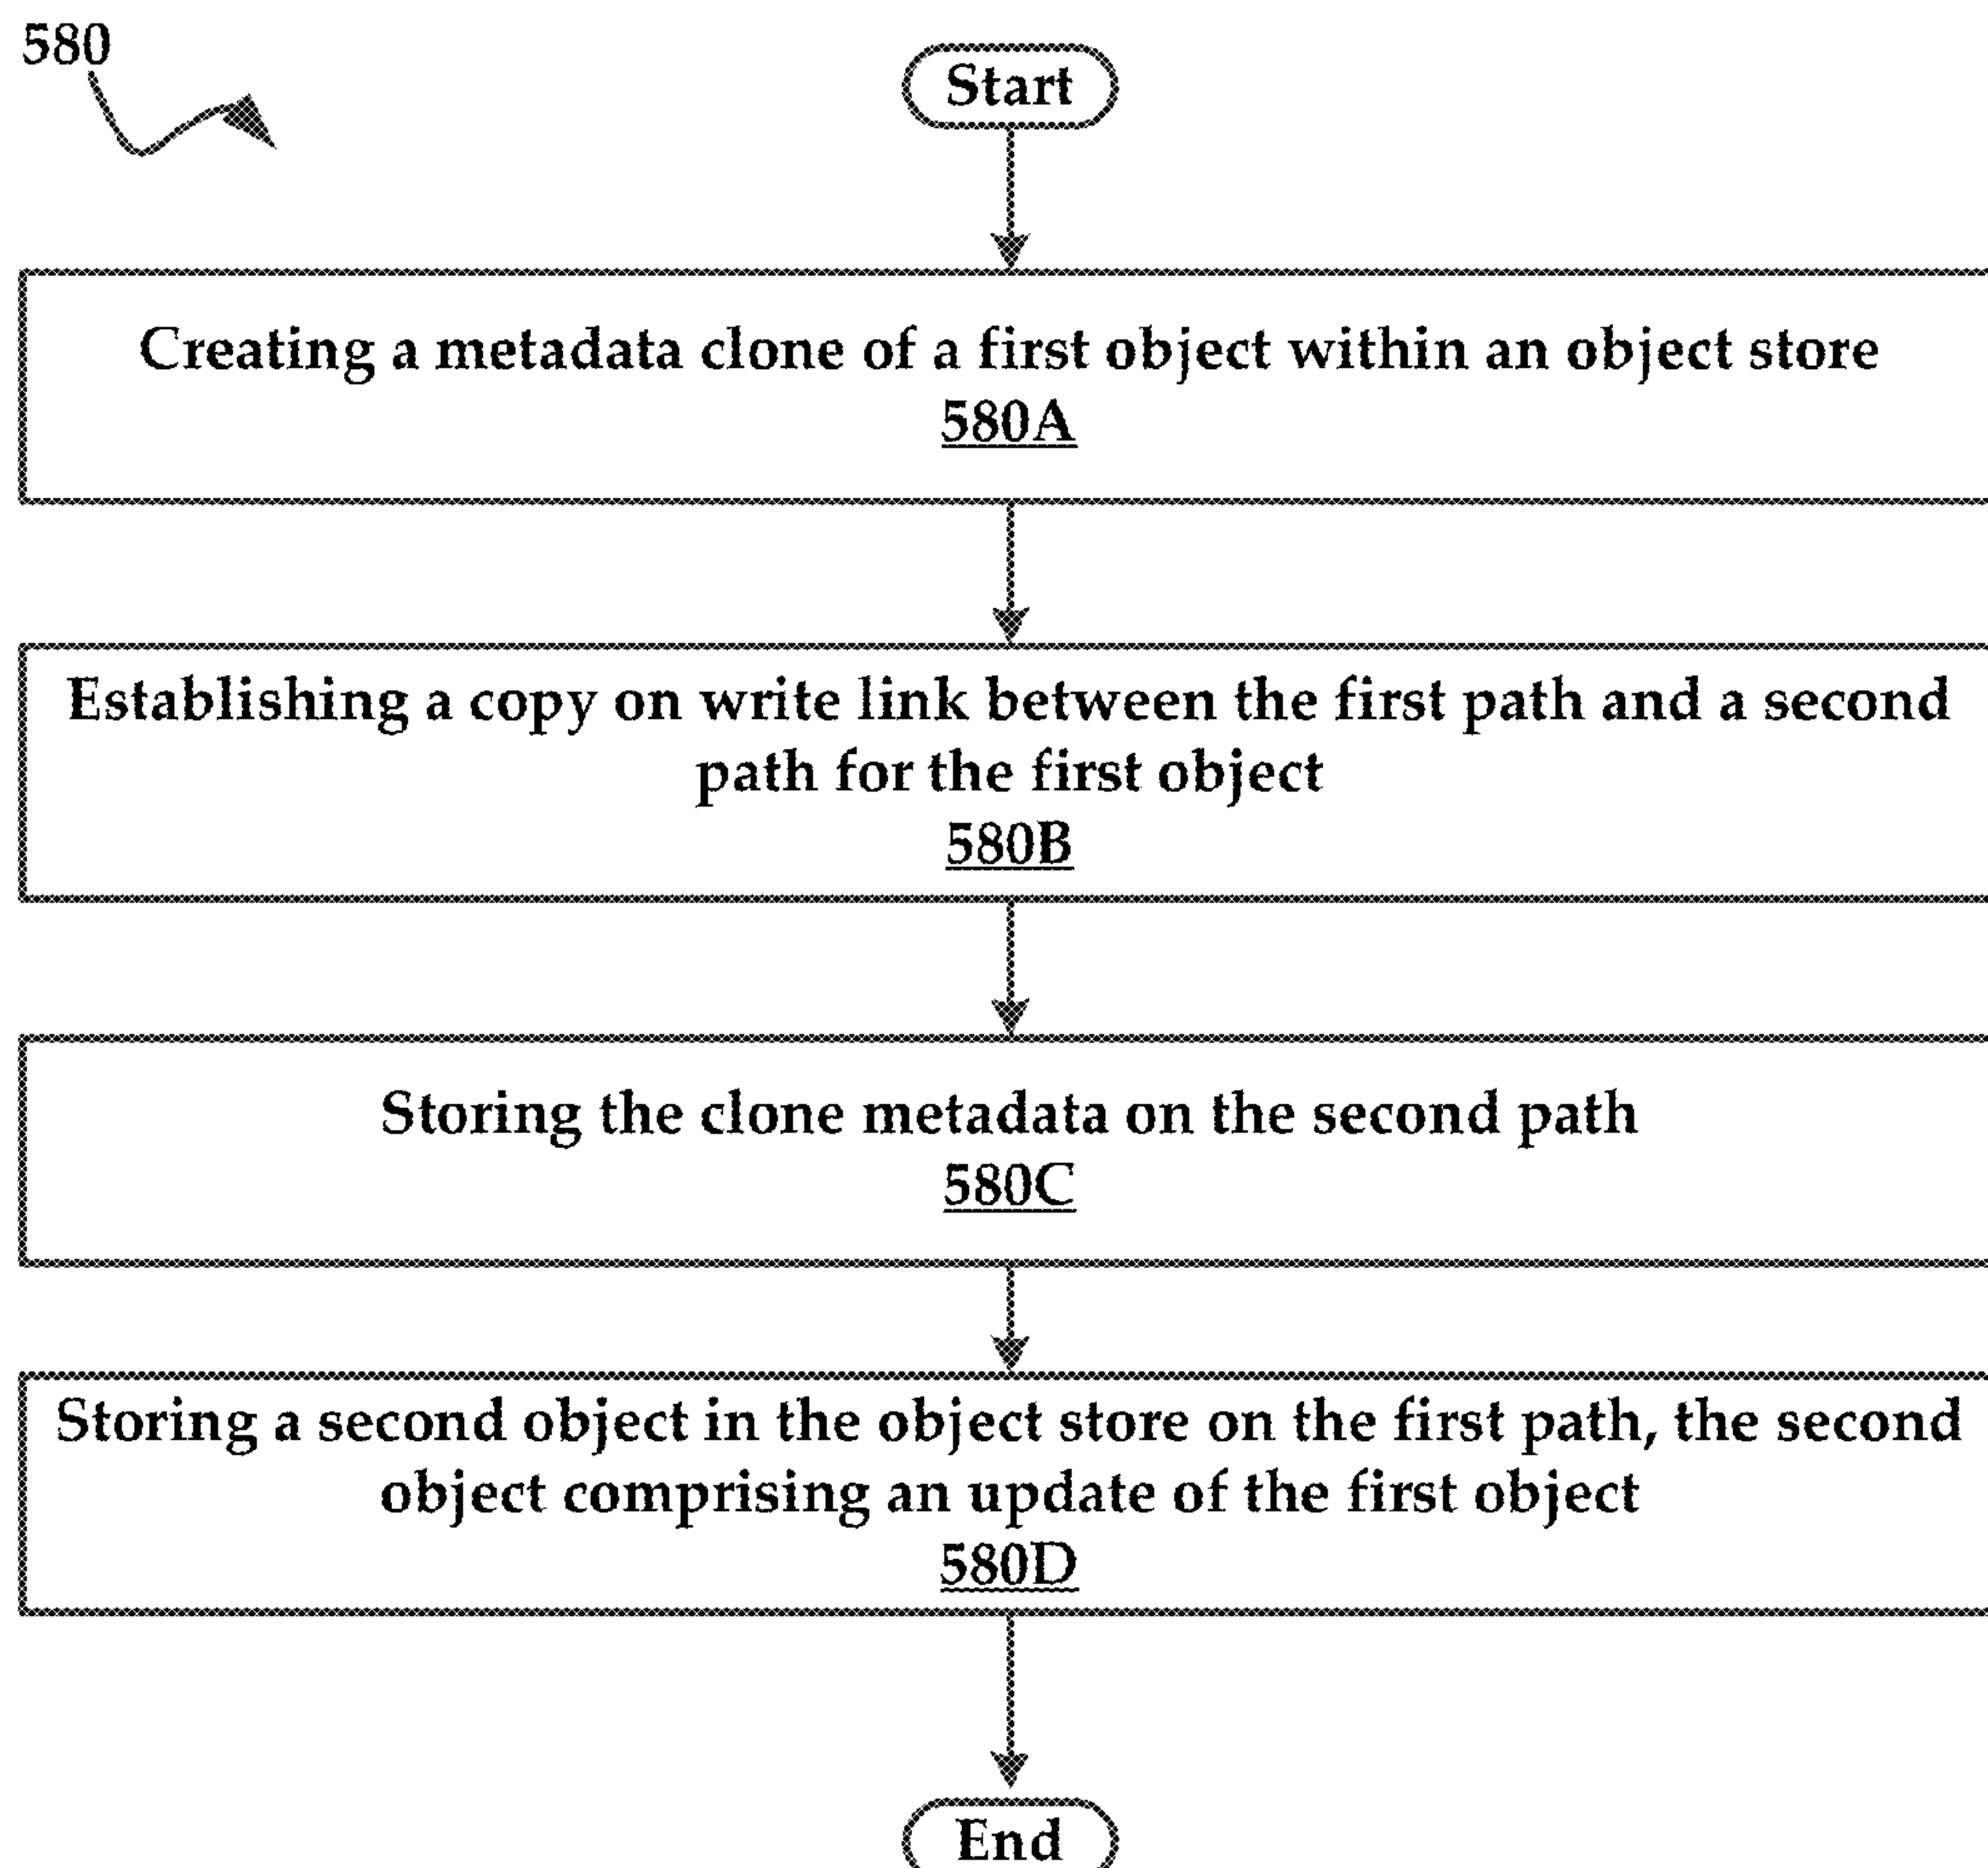 580
Start
Creating a metadata clone of a first object within an object store
580A
Establishing a copy on write link between the first path and a second
path for the first object
580B
Storing the clone metadata on the second path
580C
Storing a second object in the object store on the first path, the second
object comprising an update of the first object
580D
End